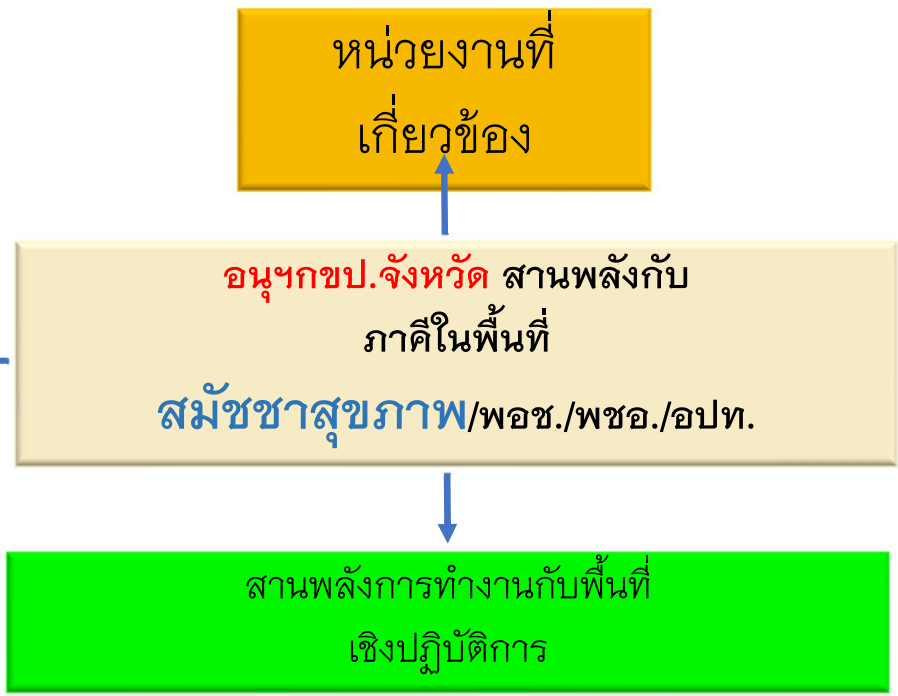 หน่วยงานที่
เกี่ยวข้อง
อนุฯกขป.จังหวัด สานพลังกับ
ภาคีในพื้นที่
สมัชชาสุขภาพ/พอช./พชอ./อปท.
สานพลังการทำงานกับพื้นที่
เชิงปฏิบัติการ